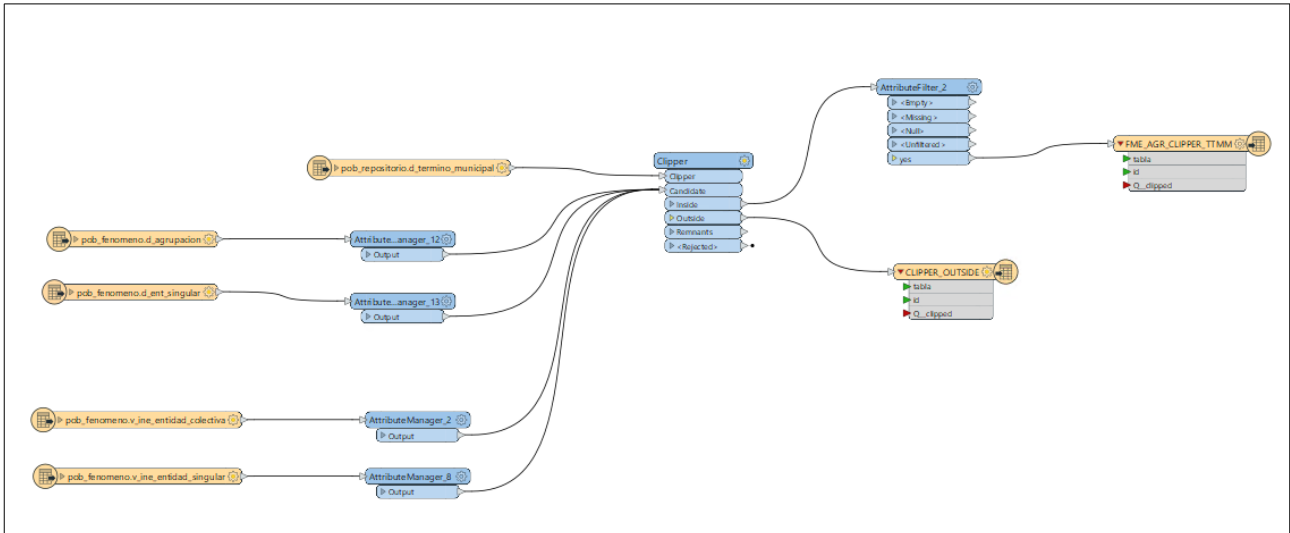 AttributeFilter_2
<Empty>
<Missing>
<Null>
<Unfiltered>
yes
FME_AGR_CLIPPER_TTMM
tabla
id
Q_clipped
pob_repositorio.d_termino_municipal
Clipper
Clipper
Candidate
Inside
Outside
Remnants
<Rejected>
pob_fenomeno.d_agrupacion
Attribute...anager_12
Output
pob_fenomeno.d_ent_singular
Attribute...anager_13
Output
CLIPPER_OUTSIDE
tabla
id
Q_clipped
pob_fenomeno.v_ine_entidad_colectiva
AttributeManager_2
Output
pob_fenomeno.v_ine_entidad_singular
AttributeManager_8
Output